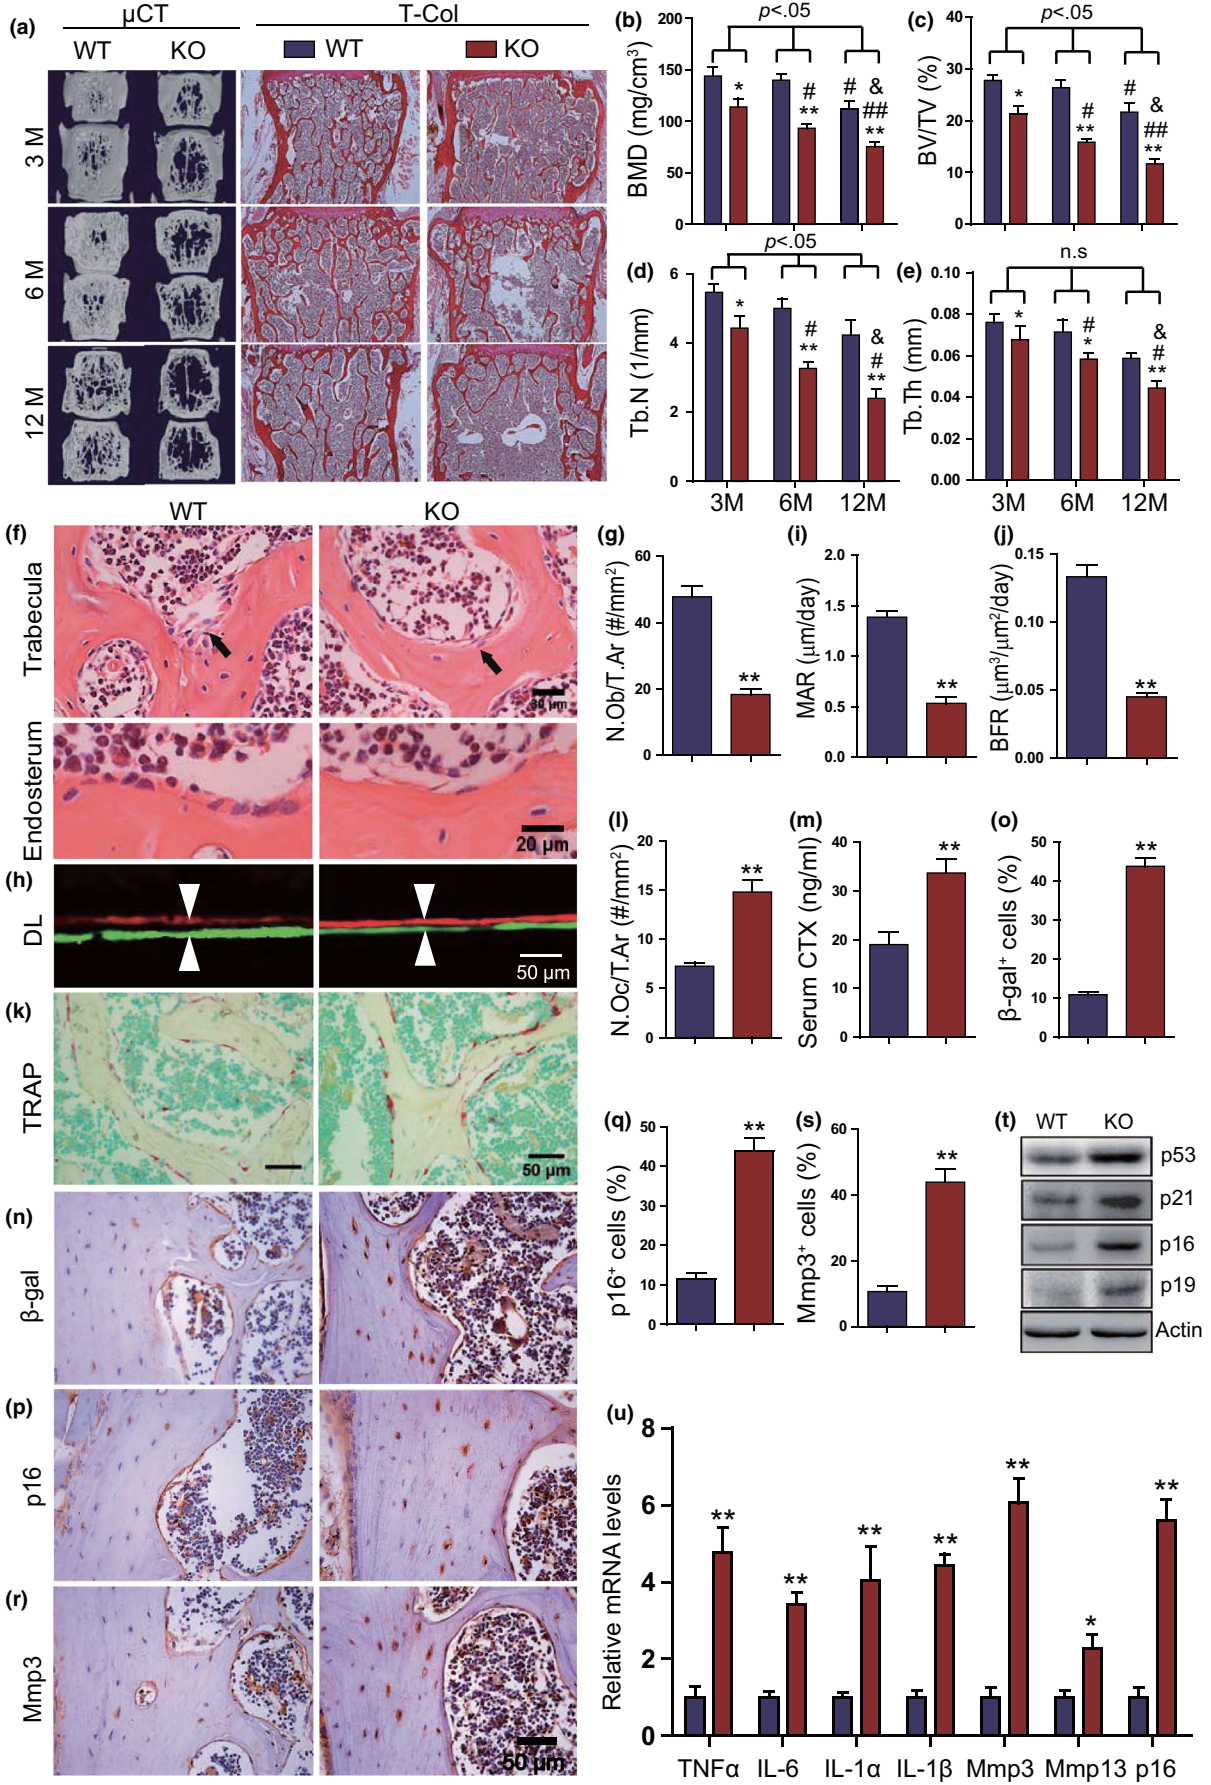 (a)
µCT
T-Col
WT KO
WT KO
3 M
6 M
12 M
(b)
p<.05
BMD (mg/cm³)
200
150
100
50
0
*
#
**
#
&
##
**
(c)
p<.05
BV/TV (%)
40
30
20
10
0
*
#
**
#
&
##
**
(d)
p<.05
Tb.N (1/mm)
6
4
2
0
*
#
**
&
#
**
3M 6M 12M
(e)
n.s
Tb.Th (mm)
0.10
0.08
0.06
0.04
0.02
0.00
*
#
*
&
#
**
3M 6M 12M
WT KO
(f)
Trabecula
30 µm
Endosterum
20 µm
(g)
N.Ob/T.Ar (#/mm²)
60
40
20
0
**
(i)
MAR (µm/day)
2.0
1.5
1.0
0.5
0.0
**
(j)
BFR (µm³/µm²/day)
0.15
0.10
0.05
0.00
**
(h)
DL
50 µm
(k)
TRAP
50 µm
(l)
N.Oc/T.Ar (#/mm²)
20
15
10
5
0
**
(m)
Serum CTX (ng/ml)
40
30
20
10
0
**
(o)
β-gal⁺ cells (%)
50
40
30
20
10
0
**
(n)
β-gal
(p)
p16
(r)
Mmp3
50 µm
(q)
p16⁺ cells (%)
50
40
30
20
10
0
**
(s)
Mmp3⁺ cells (%)
60
40
20
0
**
(t)
WT KO
p53
p21
p16
p19
Actin
(u)
Relative mRNA levels
8
6
4
2
0
**
**
**
**
**
*
**
TNFα IL-6 IL-1α IL-1β Mmp3 Mmp13 p16